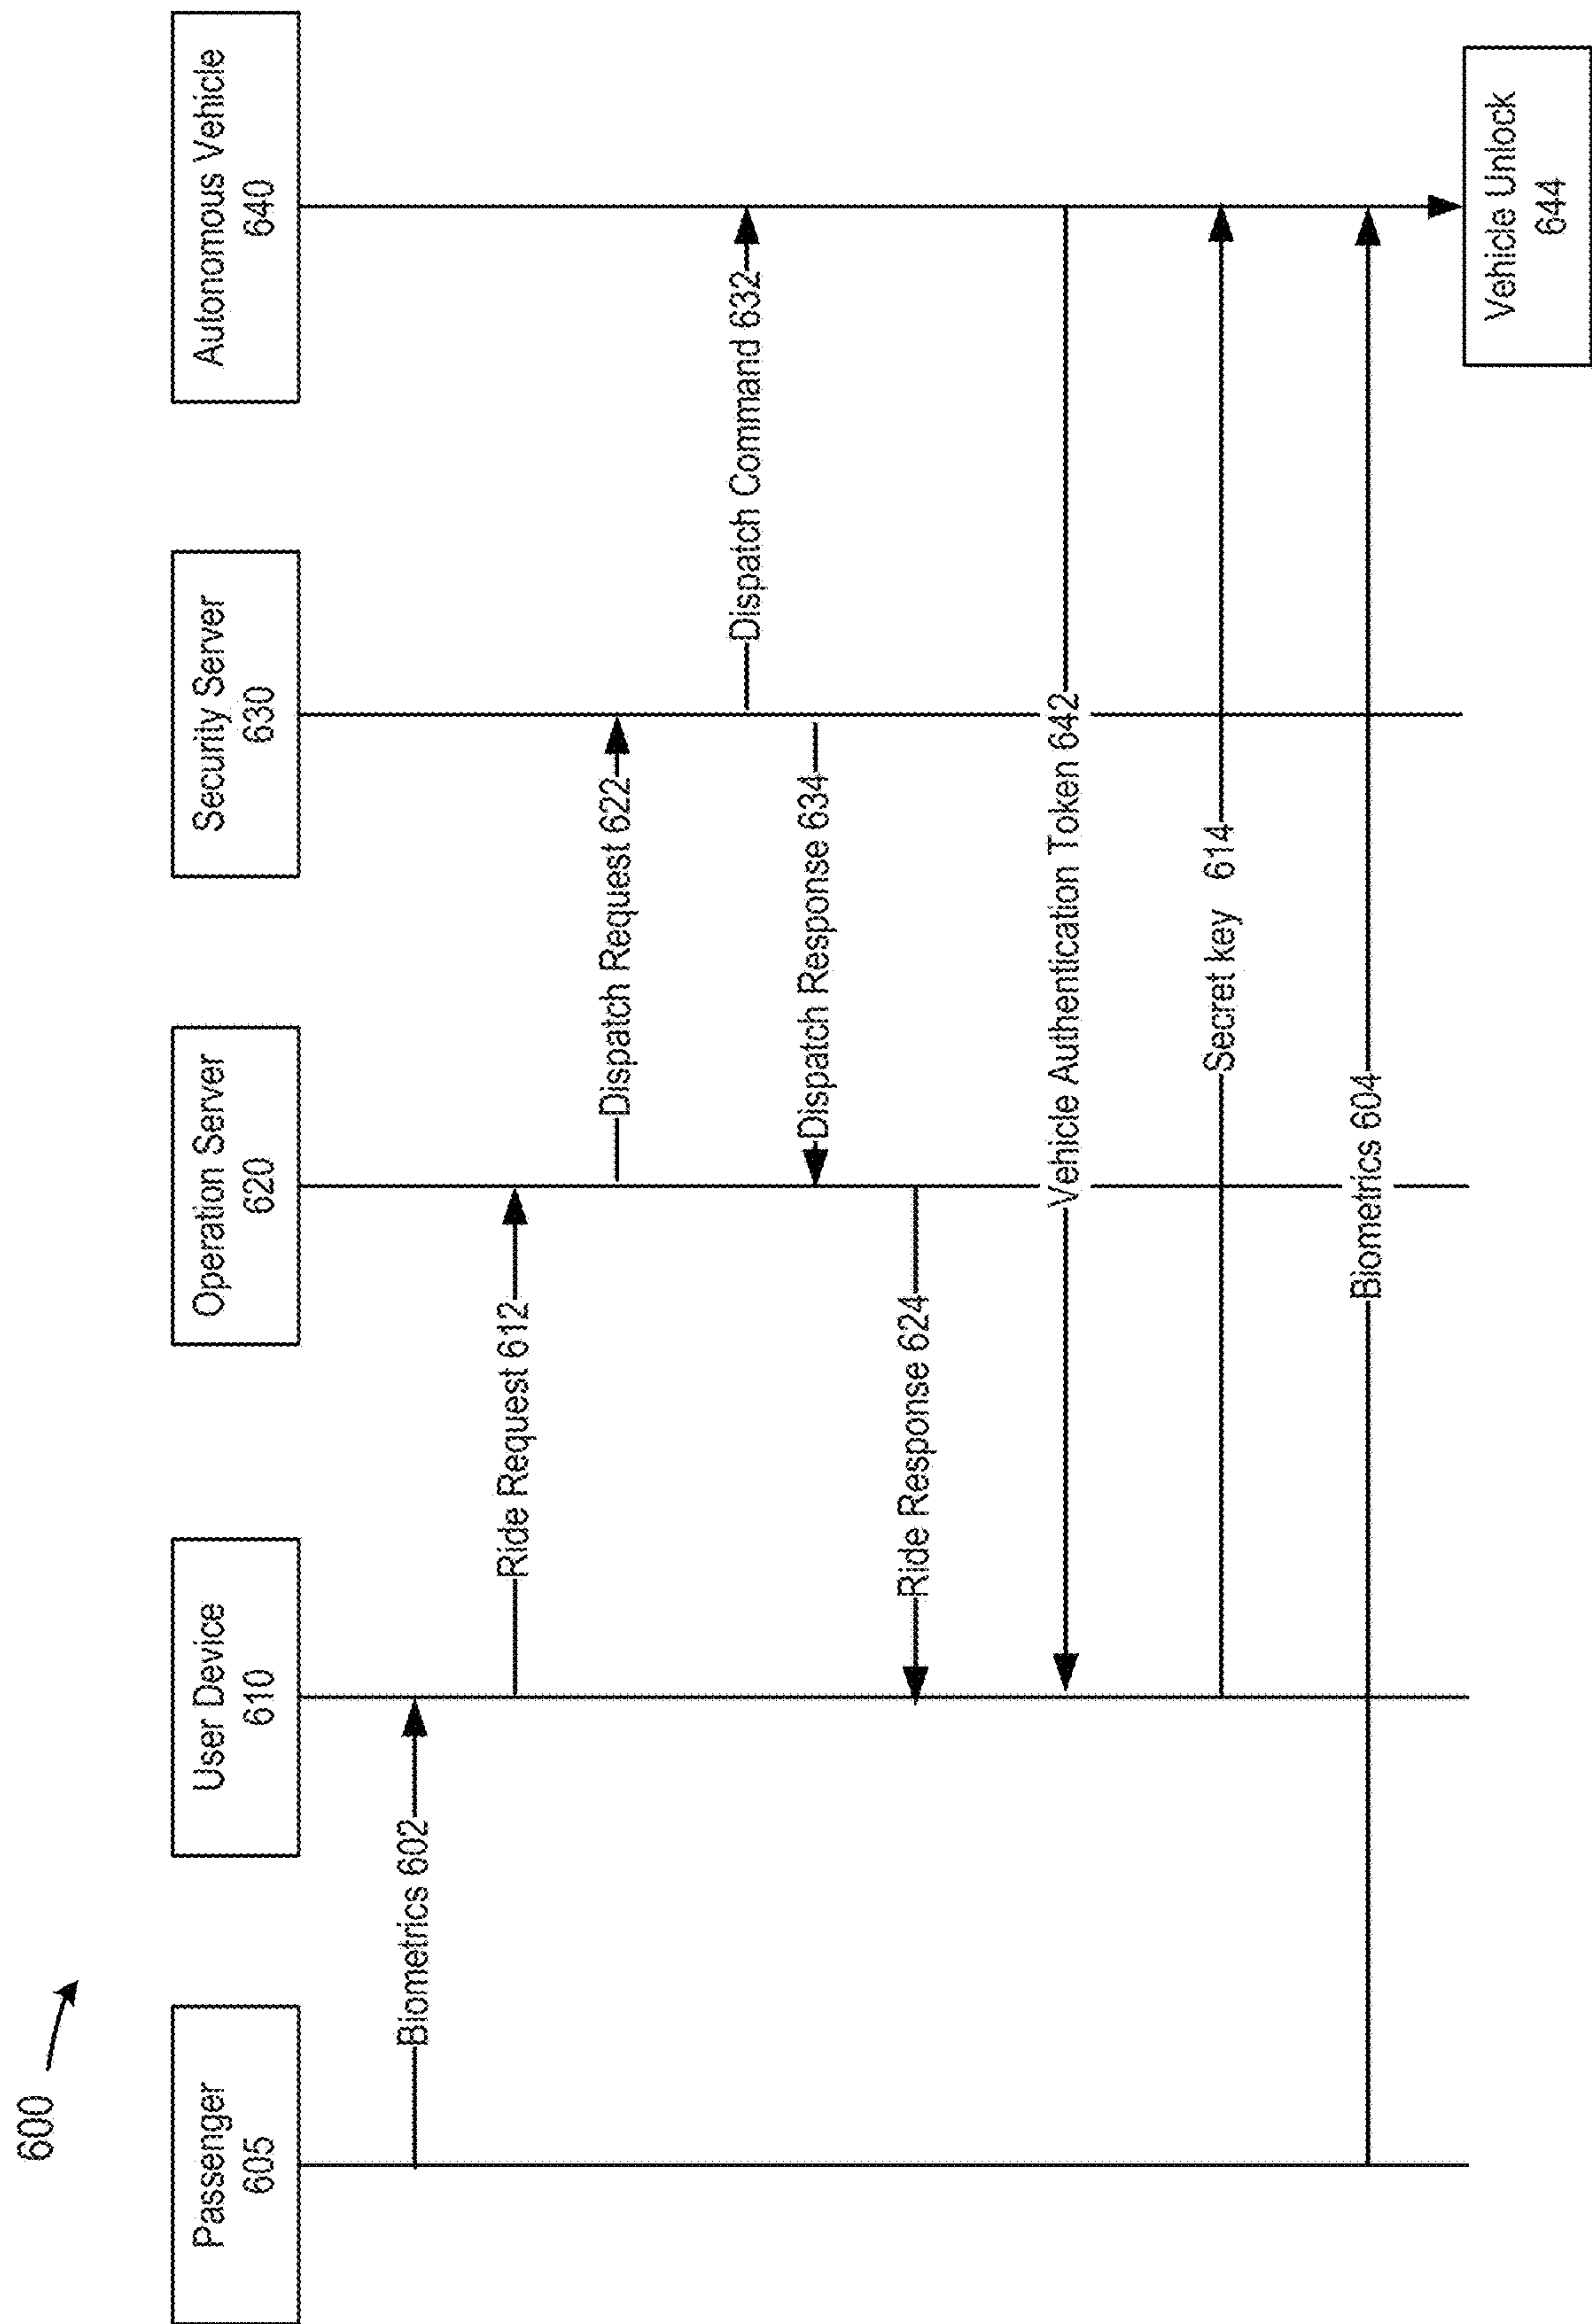 600
Passenger
605
User Device
610
Operation Server
620
Security Server
630
Autonomous Vehicle
640
Biometrics 602
Ride Request 612
Dispatch Request 622
Dispatch Command 632
Dispatch Response 634
Ride Response 624
Vehicle Authentication Token 642
Secret key 614
Biometrics 604
Vehicle Unlock
644